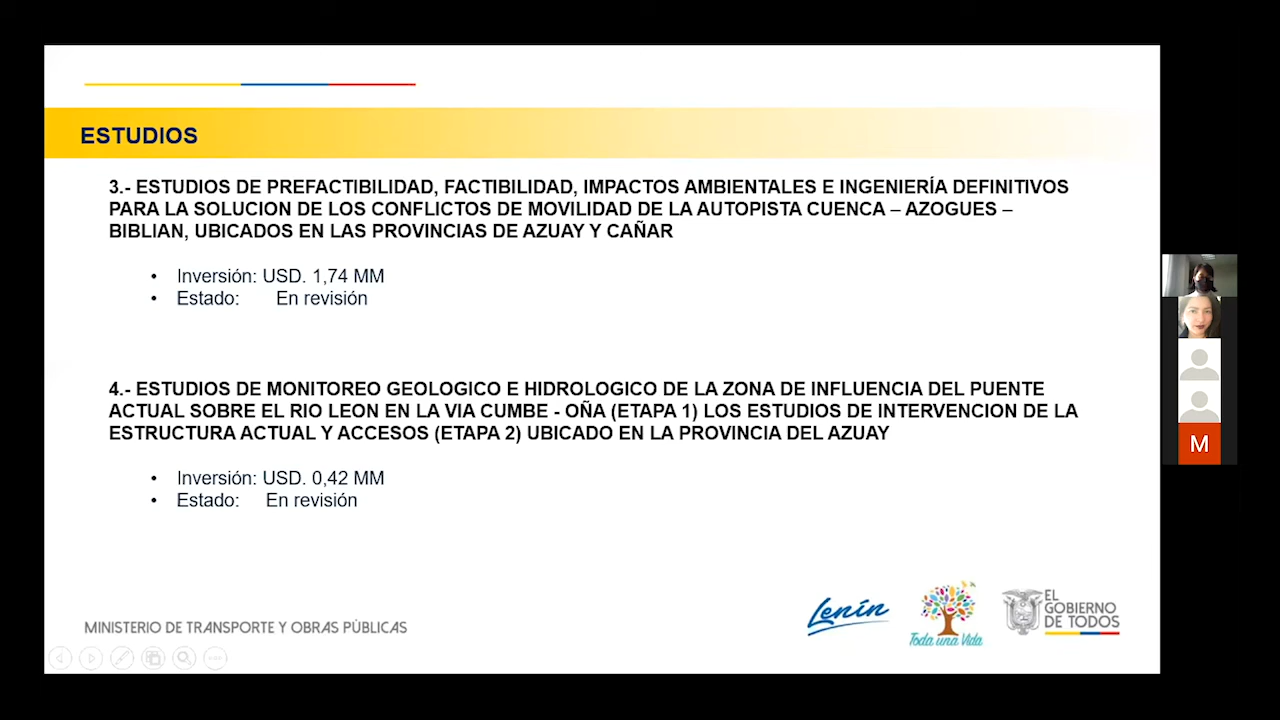 ESTUDIOS
3.- ESTUDIOS DE PREFACTIBILIDAD, FACTIBILIDAD, IMPACTOS AMBIENTALES E INGENIERÍA DEFINITIVOS
PARA LA SOLUCION DE LOS CONFLICTOS DE MOVILIDAD DE LA AUTOPISTA CUENCA – AZOGUES –
BIBLIAN, UBICADOS EN LAS PROVINCIAS DE AZUAY Y CAÑAR
• Inversión: USD. 1,74 MM
• Estado: En revisión
4.- ESTUDIOS DE MONITOREO GEOLOGICO E HIDROLOGICO DE LA ZONA DE INFLUENCIA DEL PUENTE
ACTUAL SOBRE EL RIO LEON EN LA VIA CUMBE - OÑA (ETAPA 1) LOS ESTUDIOS DE INTERVENCION DE LA
ESTRUCTURA ACTUAL Y ACCESOS (ETAPA 2) UBICADO EN LA PROVINCIA DEL AZUAY
• Inversión: USD. 0,42 MM
• Estado: En revisión
M
MINISTERIO DE TRANSPORTE Y OBRAS PÚBLICAS
Lenín
Toda una Vida
EL
GOBIERNO
DE TODOS